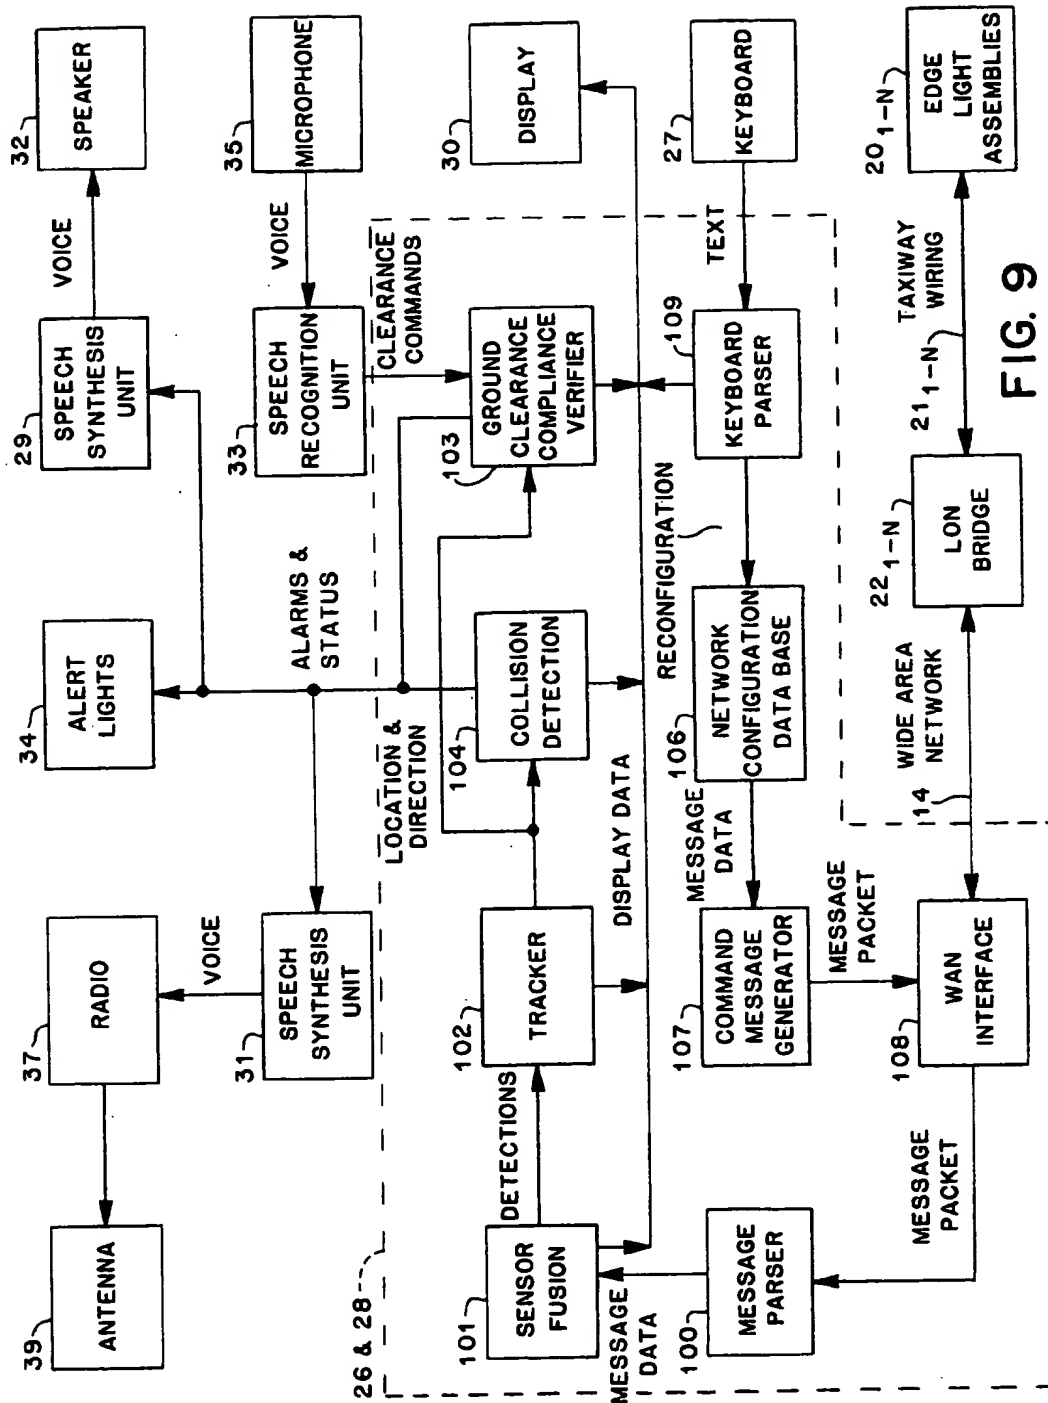 39
ANTENNA
37
RADIO
34
ALERT
LIGHTS
29
SPEECH
SYNTHESIS
UNIT
VOICE
32
SPEAKER
VOICE
31
SPEECH
SYNTHESIS
UNIT
ALARMS &
STATUS
33
SPEECH
RECOGNITION
UNIT
VOICE
35
MICROPHONE
26 & 28
LOCATION &
DIRECTION
CLEARANCE
COMMANDS
101
SENSOR
FUSION
DETECTIONS
102
TRACKER
104
COLLISION
DETECTION
103
GROUND
CLEARANCE
COMPLIANCE
VERIFIER
30
DISPLAY
MESSAGE
DATA
DISPLAY DATA
RECONFIGURATION
TEXT
100
MESSAGE
PARSER
107
COMMAND
MESSAGE
GENERATOR
MESSAGE
DATA
106
NETWORK
CONFIGURATION
DATA BASE
109
KEYBOARD
PARSER
27
KEYBOARD
MESSAGE
PACKET
MESSAGE
PACKET
108
WAN
INTERFACE
14
WIDE AREA
NETWORK
22 1-N
LON
BRIDGE
21 1-N
TAXIWAY
WIRING
20 1-N
EDGE
LIGHT
ASSEMBLIES
FIG. 9